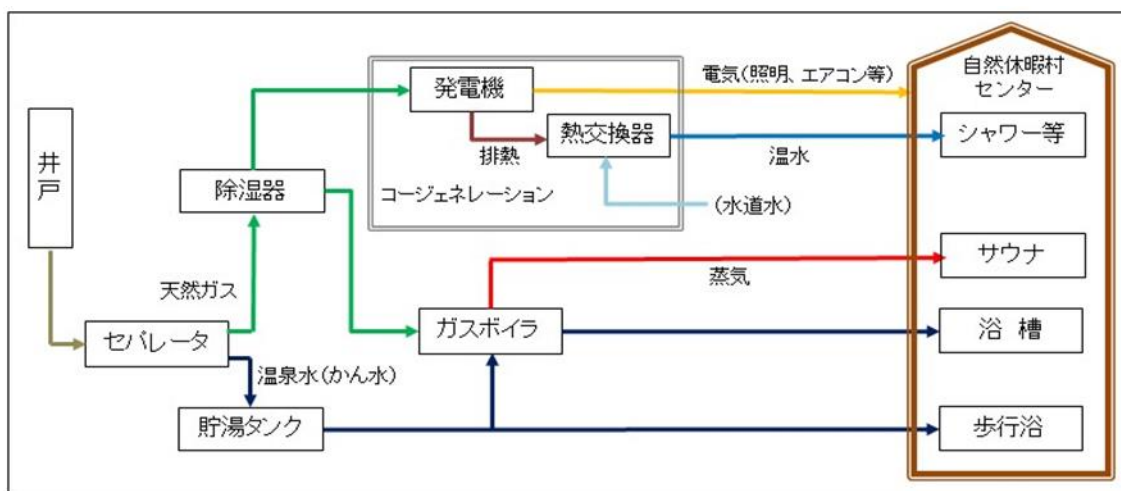 電気(照明、エアコン等)
自然休暇村
センター
発電機
井戸
熱交換器
シャワー等
排熱
温水
除湿器
コージェネレーション
(水道水)
サウナ
蒸気
天然ガス
セパレータ
ガスボイラ
浴 槽
温泉水(かん水)
貯湯タンク
歩行浴